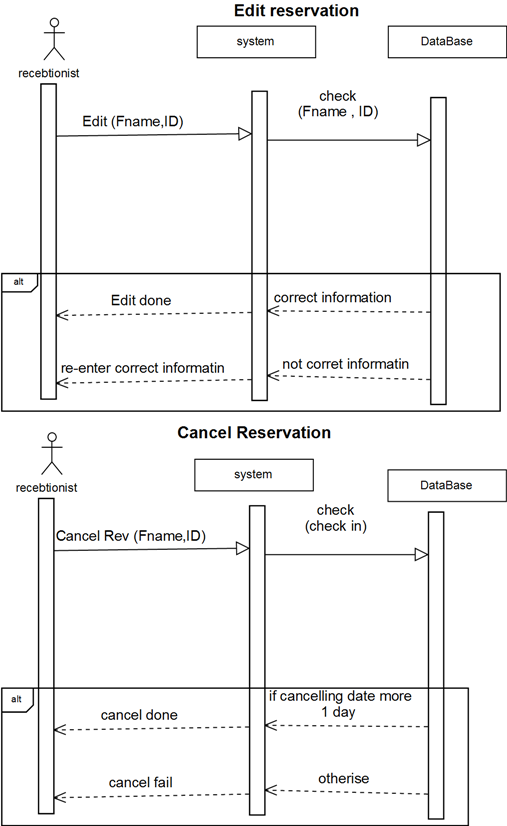 Edit reservation
system
DataBase
recebtionist
check
(Fname , ID)
Edit (Fname,ID)
alt
Edit done
correct information
re-enter correct informatin
not corret informatin
Cancel Reservation
system
DataBase
recebtionist
check
(check in)
Cancel Rev (Fname,ID)
alt
if cancelling date more
1 day
cancel done
cancel fail
otherise